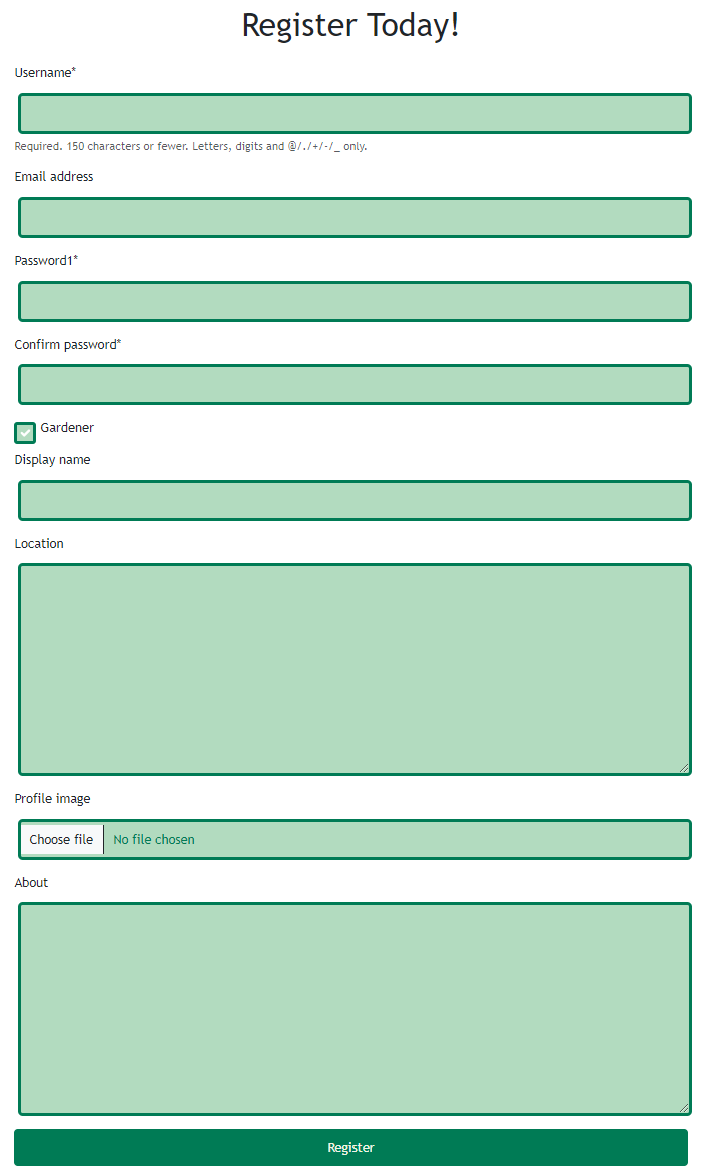 Register Today!
Username*
Required. 150 characters or fewer. Letters, digits and @/./+/-/_ only.
Email address
Password1*
Confirm password*
Gardener
Display name
Location
Profile image
Choose file No file chosen
About
Register